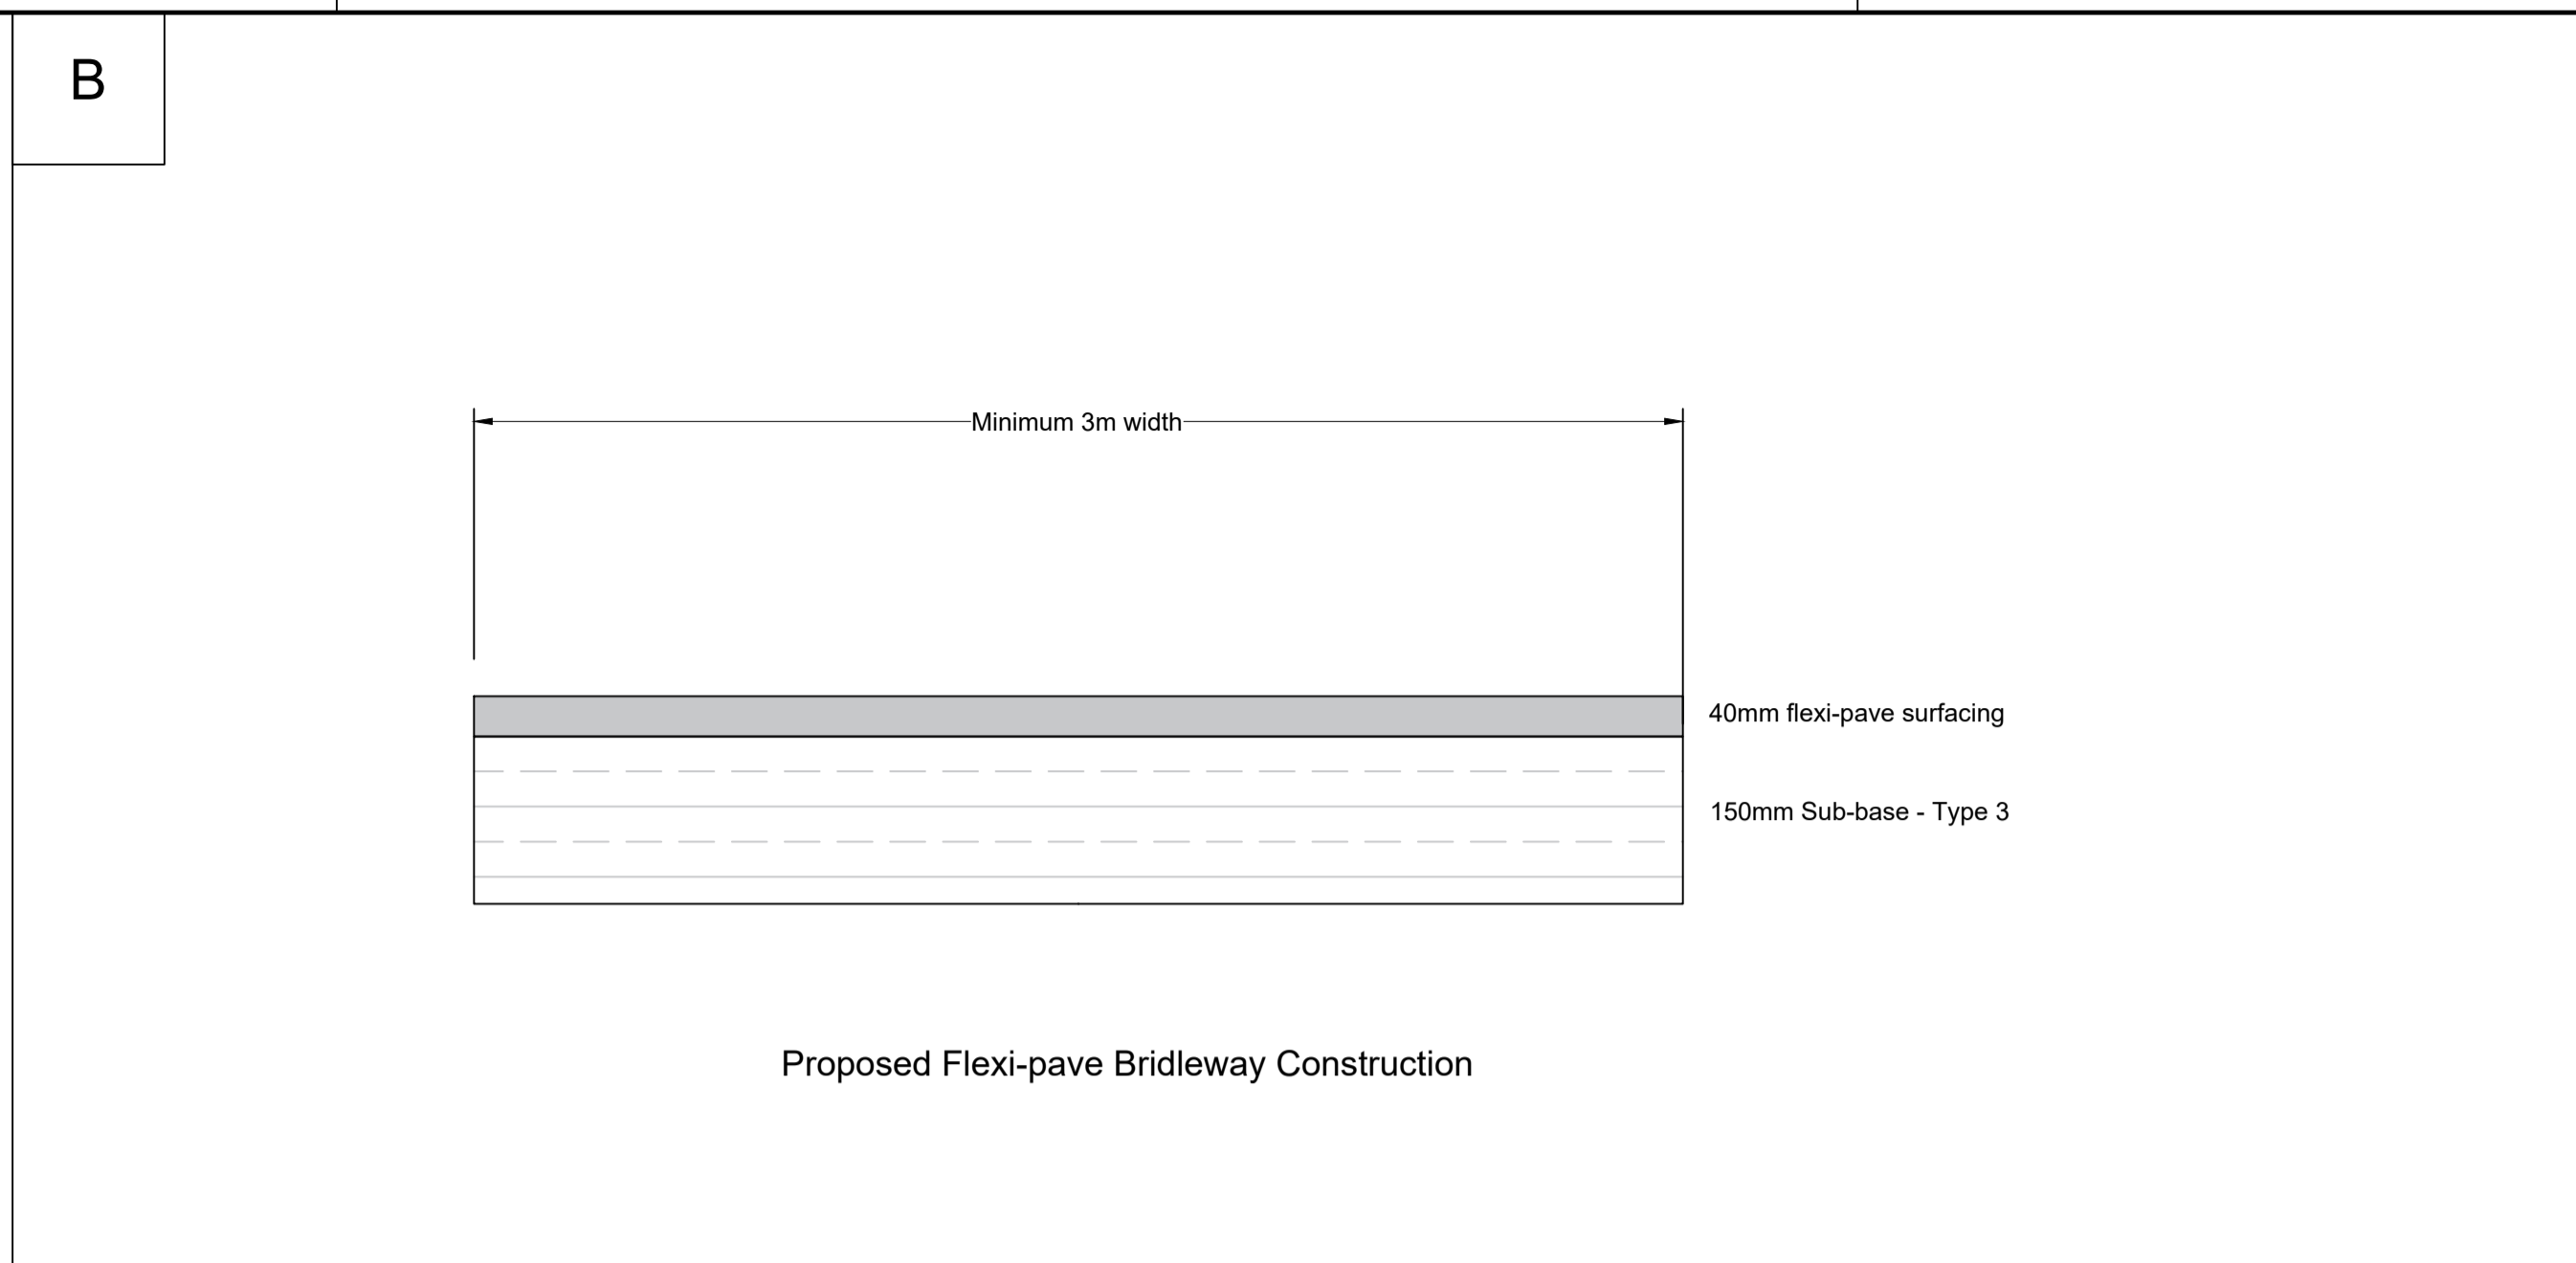 B
Minimum 3m width
40mm flexi-pave surfacing
150mm Sub-base - Type 3
Proposed Flexi-pave Bridleway Construction